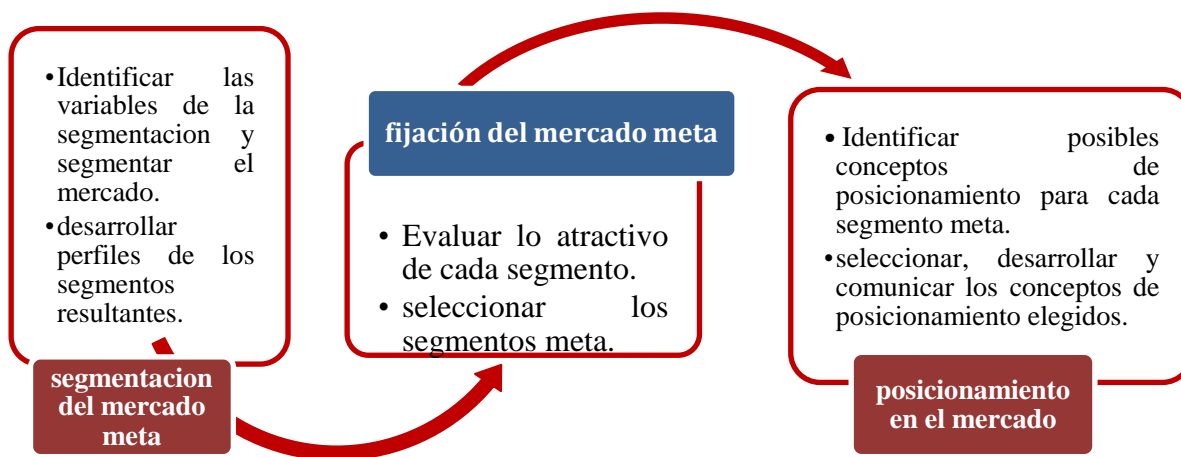 •Identificar las
variables de la
segmentacion y
segmentar el
mercado.
•desarrollar
perfiles de los
segmentos
resultantes.
segmentacion
del mercado
meta
fijación del mercado meta
• Evaluar lo atractivo
de cada segmento.
• seleccionar los
segmentos meta.
• Identificar posibles
conceptos de
posicionamiento para cada
segmento meta.
•seleccionar, desarrollar y
comunicar los conceptos de
posicionamiento elegidos.
posicionamiento
en el mercado